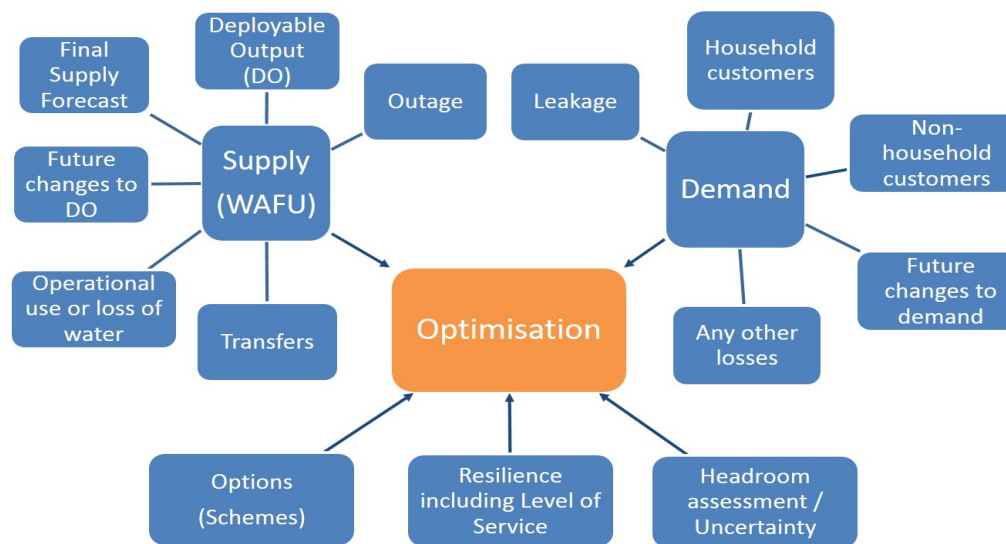 Final
Supply
Forecast
Deployable
Output
(DO)
Outage
Future
changes to
DO
Supply
(WAFU)
Operational
use or loss of
water
Transfers
Leakage
Household
customers
Non-
household
customers
Demand
Future
changes to
demand
Any other
losses
Optimisation
Options
(Schemes)
Resilience
including Level of
Service
Headroom
assessment /
Uncertainty